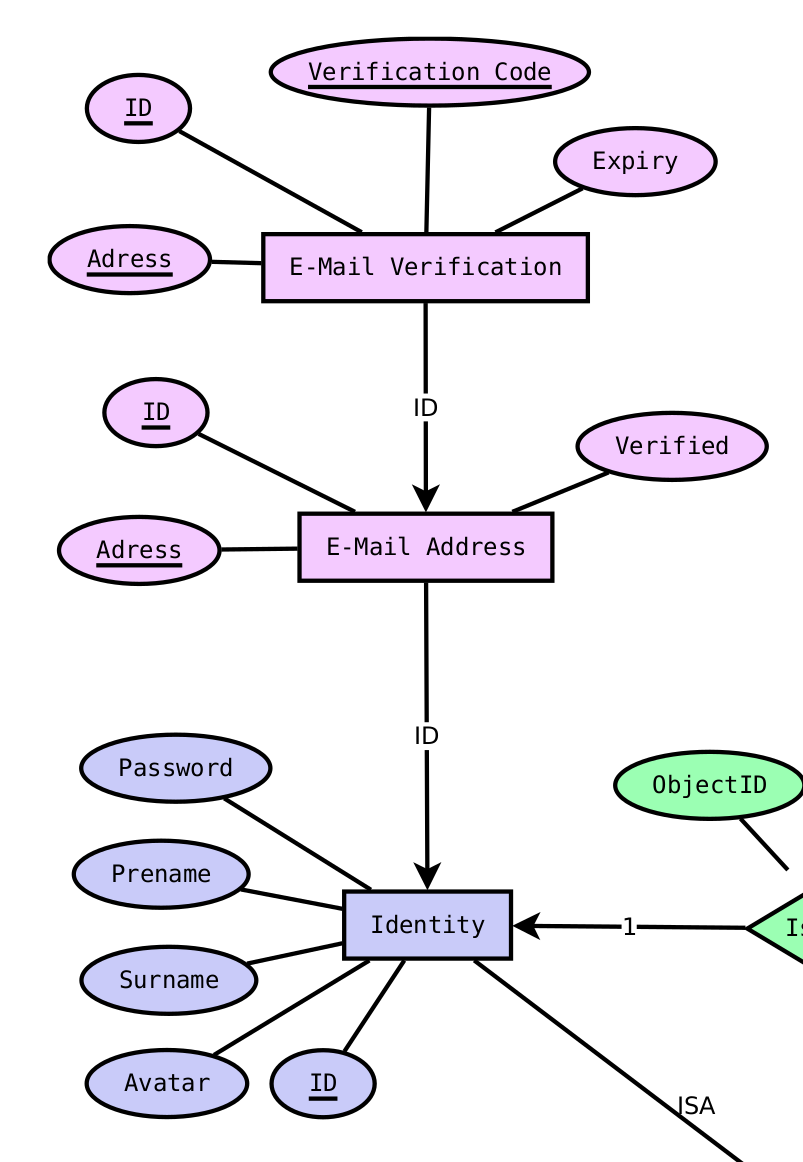 Verification Code
ID
Expiry
Adress
E-Mail Verification
ID
ID
Verified
Adress
E-Mail Address
ID
Password
ObjectID
Prename
Identity
1
Is
Surname
Avatar
ID
ISA